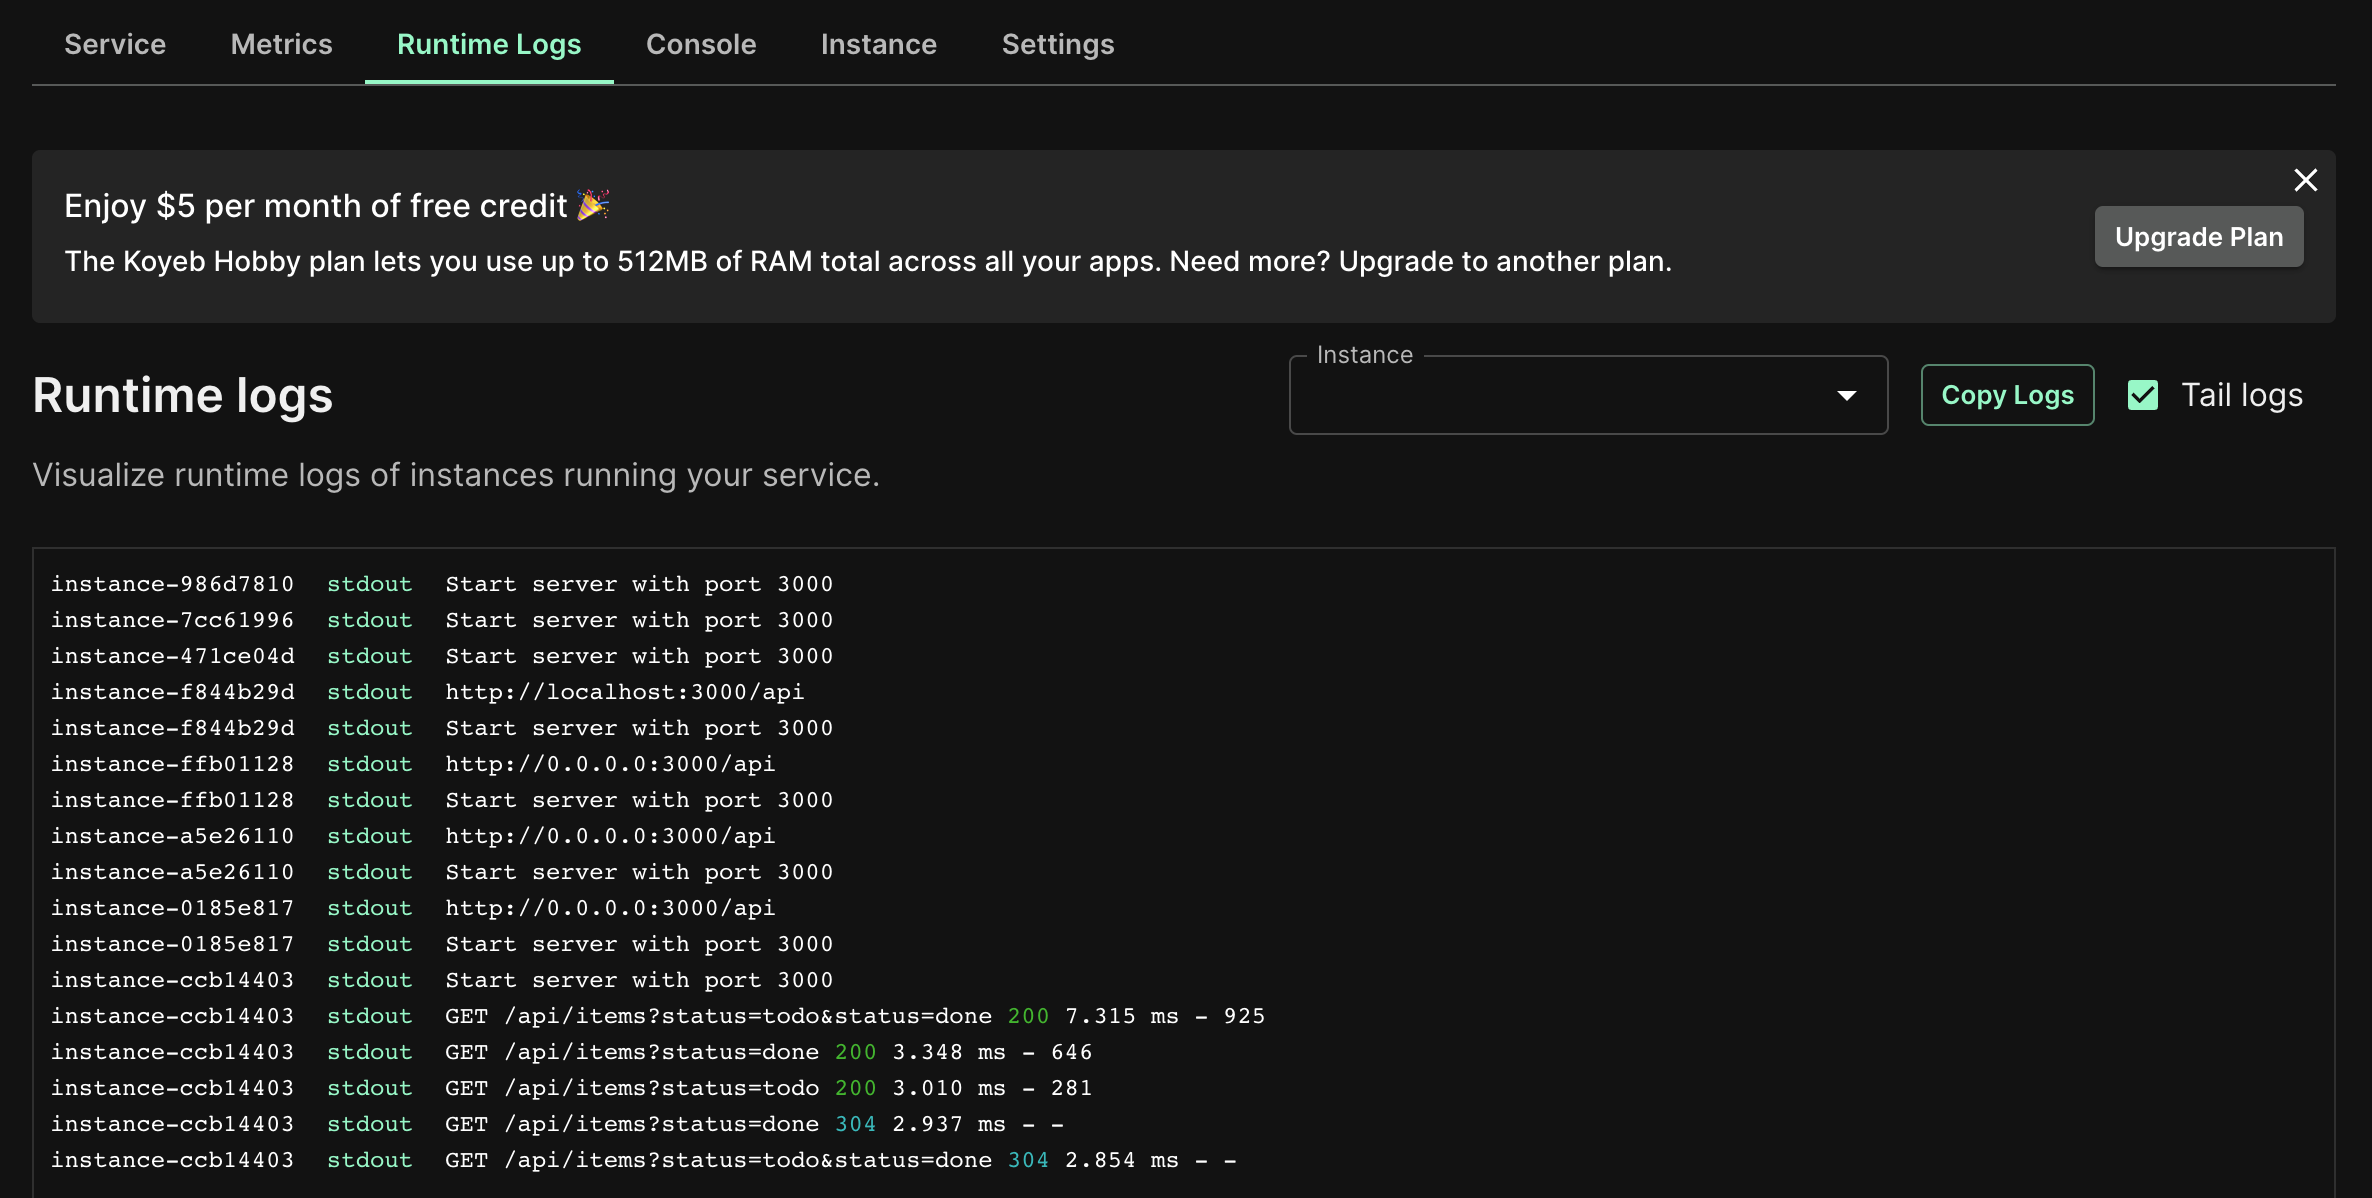 Service Metrics Runtime Logs Console Instance Settings
Enjoy $5 per month of free credit 🎉
The Koyeb Hobby plan lets you use up to 512MB of RAM total across all your apps. Need more? Upgrade to another plan.
Upgrade Plan
Runtime logs
Instance
Copy Logs
Tail logs
Visualize runtime logs of instances running your service.
instance-986d7810 stdout Start server with port 3000
instance-7cc61996 stdout Start server with port 3000
instance-471ce04d stdout Start server with port 3000
instance-f844b29d stdout http://localhost:3000/api
instance-f844b29d stdout Start server with port 3000
instance-ffb01128 stdout http://0.0.0.0:3000/api
instance-ffb01128 stdout Start server with port 3000
instance-a5e26110 stdout http://0.0.0.0:3000/api
instance-a5e26110 stdout Start server with port 3000
instance-0185e817 stdout http://0.0.0.0:3000/api
instance-0185e817 stdout Start server with port 3000
instance-ccb14403 stdout Start server with port 3000
instance-ccb14403 stdout GET /api/items?status=todo&status=done 200 7.315 ms - 925
instance-ccb14403 stdout GET /api/items?status=done 200 3.348 ms - 646
instance-ccb14403 stdout GET /api/items?status=todo 200 3.010 ms - 281
instance-ccb14403 stdout GET /api/items?status=done 304 2.937 ms - -
instance-ccb14403 stdout GET /api/items?status=todo&status=done 304 2.854 ms - -